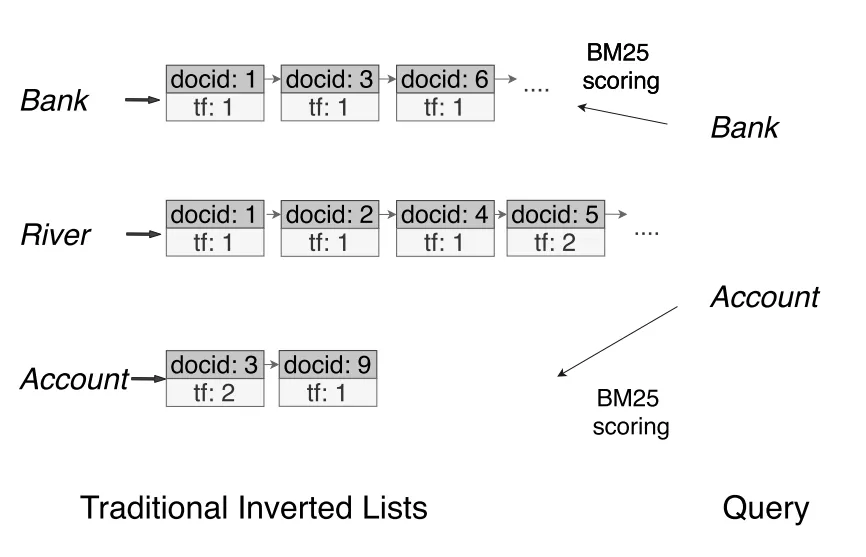 BM25
scoring
Bank
docid: 1 docid: 3 docid: 6 ....
tf: 1 tf: 1 tf: 1
Bank
River
docid: 1 docid: 2 docid: 4 docid: 5 ....
tf: 1 tf: 1 tf: 1 tf: 2
Account
Account
docid: 3 docid: 9
tf: 2 tf: 1
BM25
scoring
Traditional Inverted Lists
Query